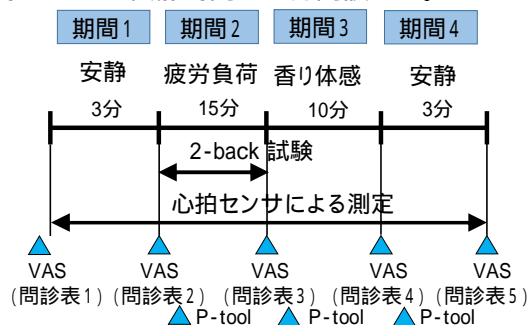 期間1 期間2 期間3 期間4
安静 疲労負荷 香り体感 安静
3分 15分 10分 3分
2-back 試験
心拍センサによる測定
VAS VAS VAS VAS VAS
(問診表1) (問診表2) (問診表3) (問診表4) (問診表5)
P-tool P-tool P-tool